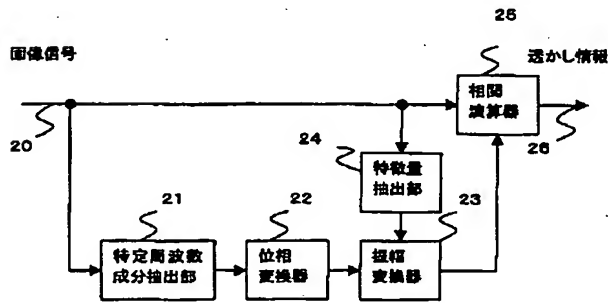 25
画像信号
透かし情報
相関
演算器
20
24
26
特徴量
抽出部
21
22
23
特定周波数
成分抽出部
位相
変換器
振幅
変換器